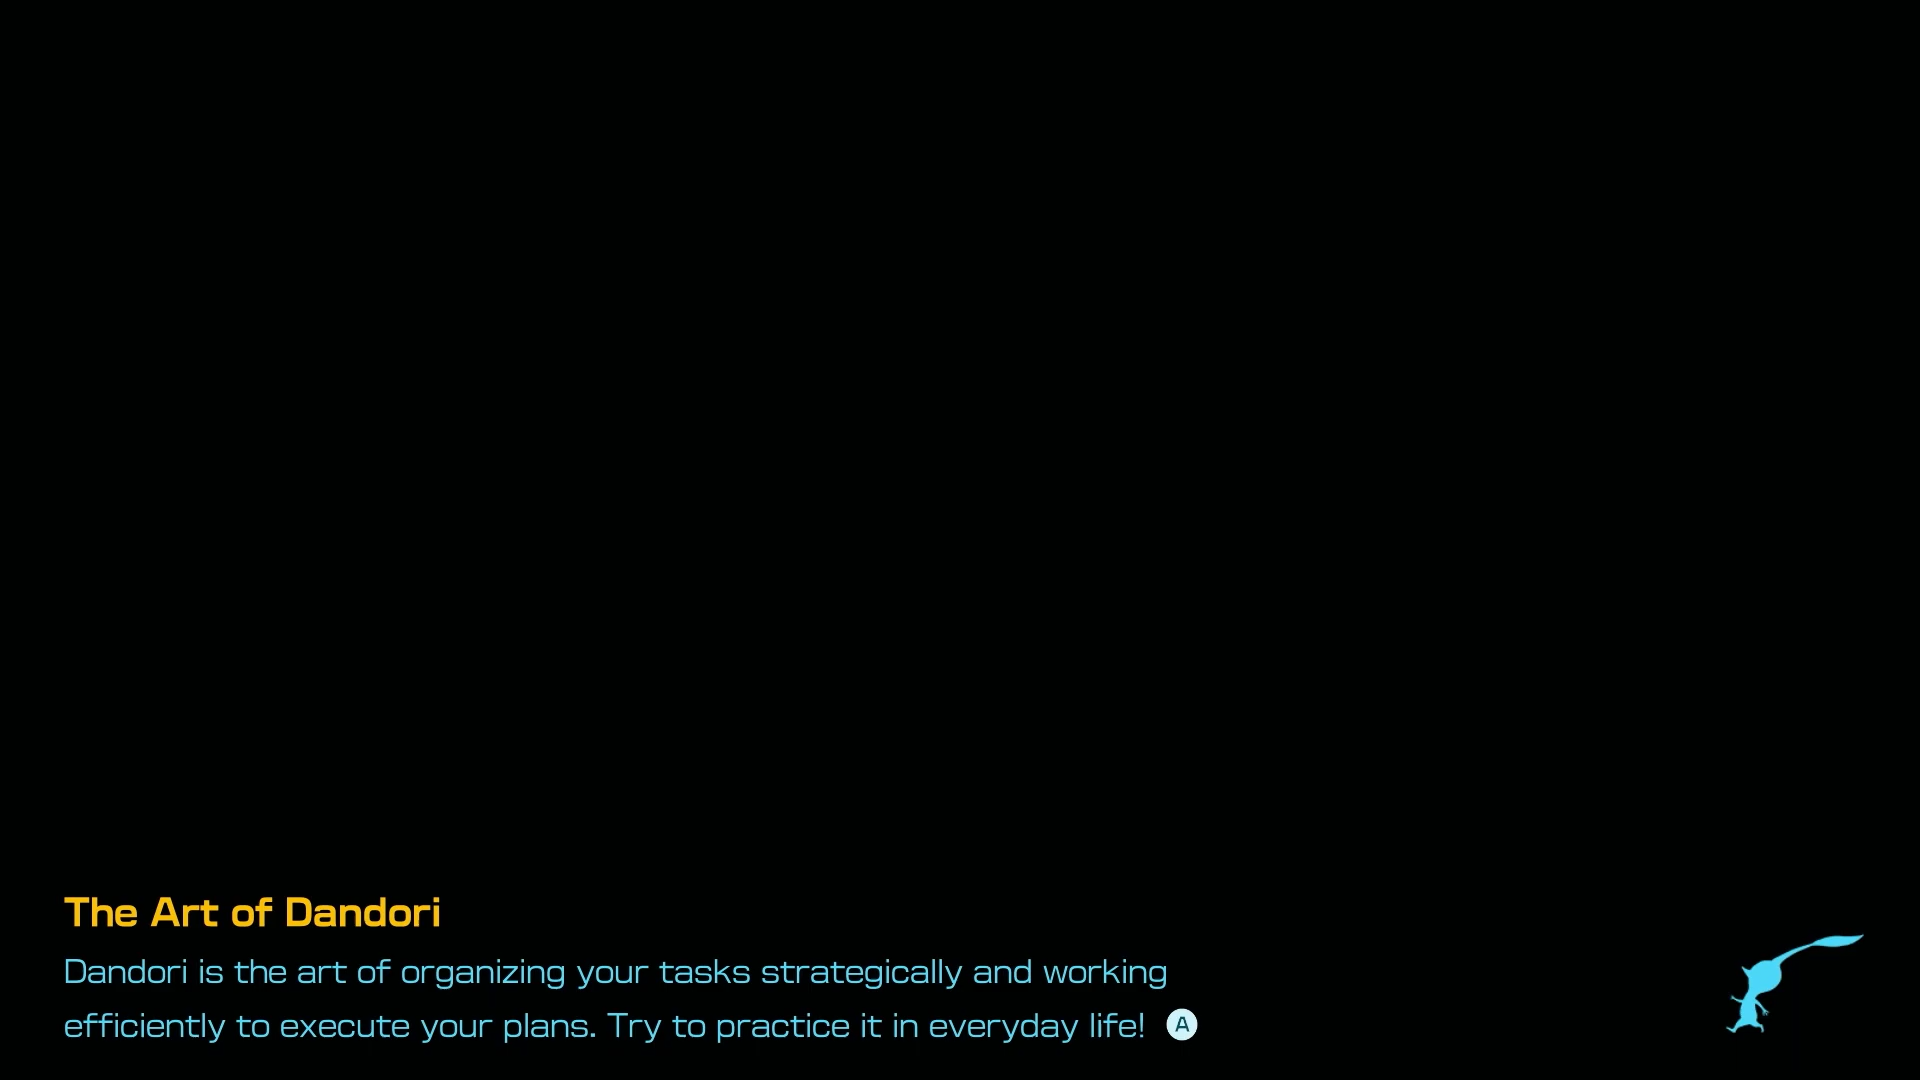 The Art of Dandori
Dandori is the art of organizing your tasks strategically and working
efficiently to execute your plans. Try to practice it in everyday life! A